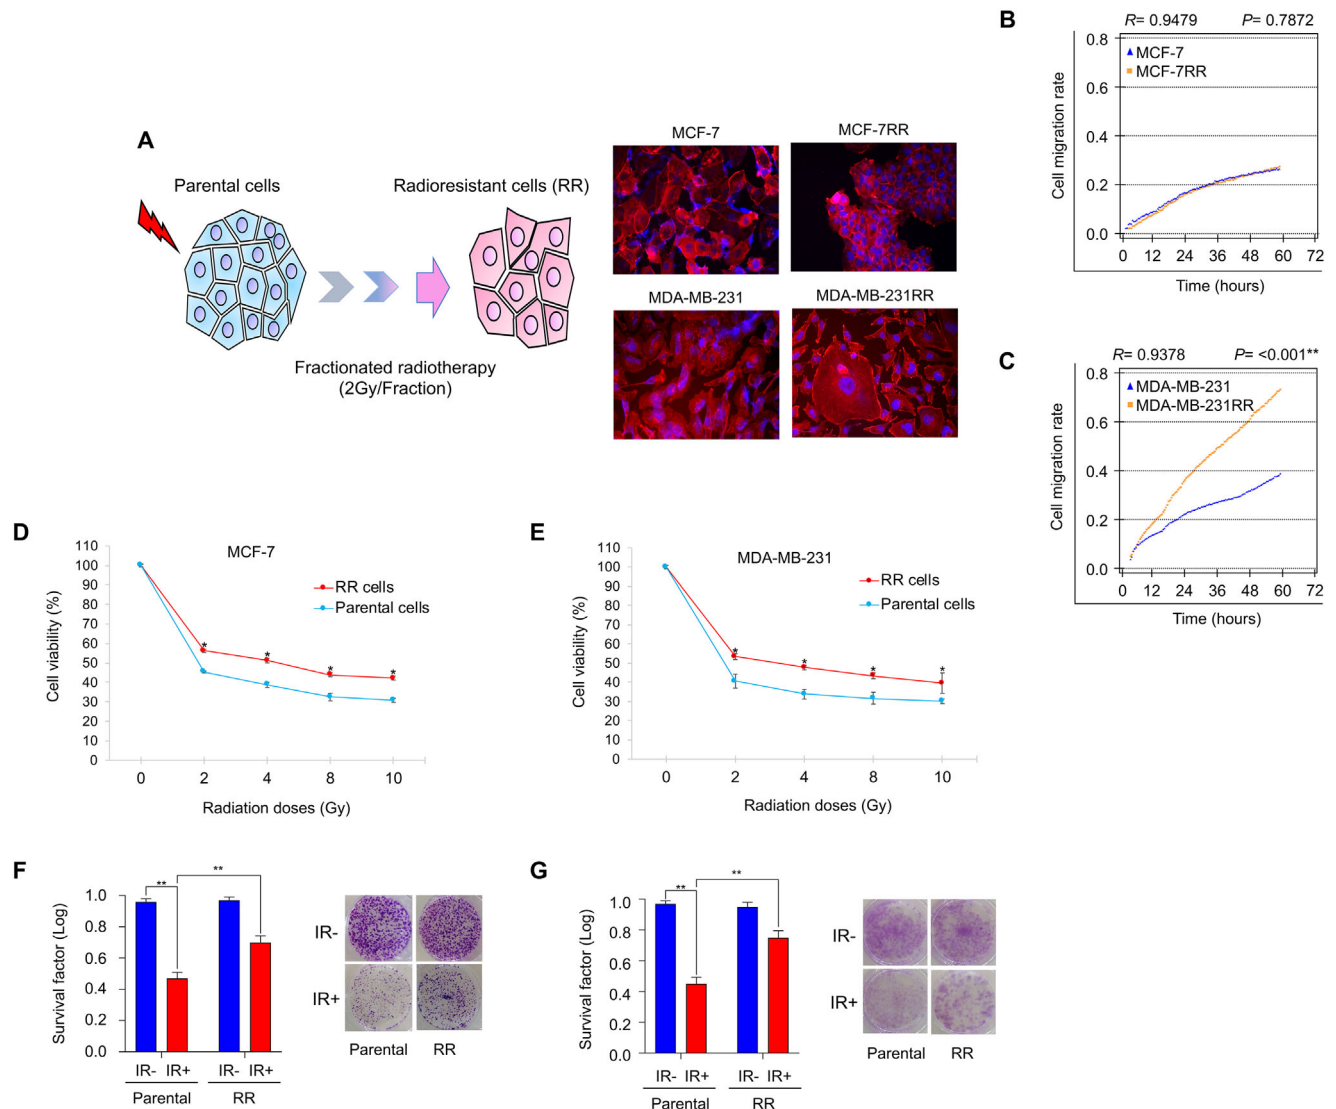 A
Parental cells
Radioresistant cells (RR)
Fractionated radiotherapy
(2Gy/Fraction)
MCF-7
MCF-7RR
MDA-MB-231
MDA-MB-231RR
B
R= 0.9479
P= 0.7872
0.8
0.6
0.4
0.2
0.0
MCF-7
MCF-7RR
Cell migration rate
0 12 24 36 48 60 72
Time (hours)
C
R= 0.9378
P= <0.001**
0.8
0.6
0.4
0.2
0.0
MDA-MB-231
MDA-MB-231RR
Cell migration rate
0 12 24 36 48 60 72
Time (hours)
D
MCF-7
110
100
90
80
70
60
50
40
30
20
10
0
Cell viability (%)
RR cells
Parental cells
* * * *
0 2 4 8 10
Radiation doses (Gy)
E
MDA-MB-231
110
100
90
80
70
60
50
40
30
20
10
0
Cell viability (%)
RR cells
Parental cells
* * * *
0 2 4 8 10
Radiation doses (Gy)
F
** **
1.0
0.8
0.6
0.4
0.2
0.0
Survival factor (Log)
IR- IR+ IR- IR+
Parental RR
IR-
IR+
Parental RR
G
** **
1.0
0.8
0.6
0.4
0.2
0.0
Survival factor (Log)
IR- IR+ IR- IR+
Parental RR
IR-
IR+
Parental RR